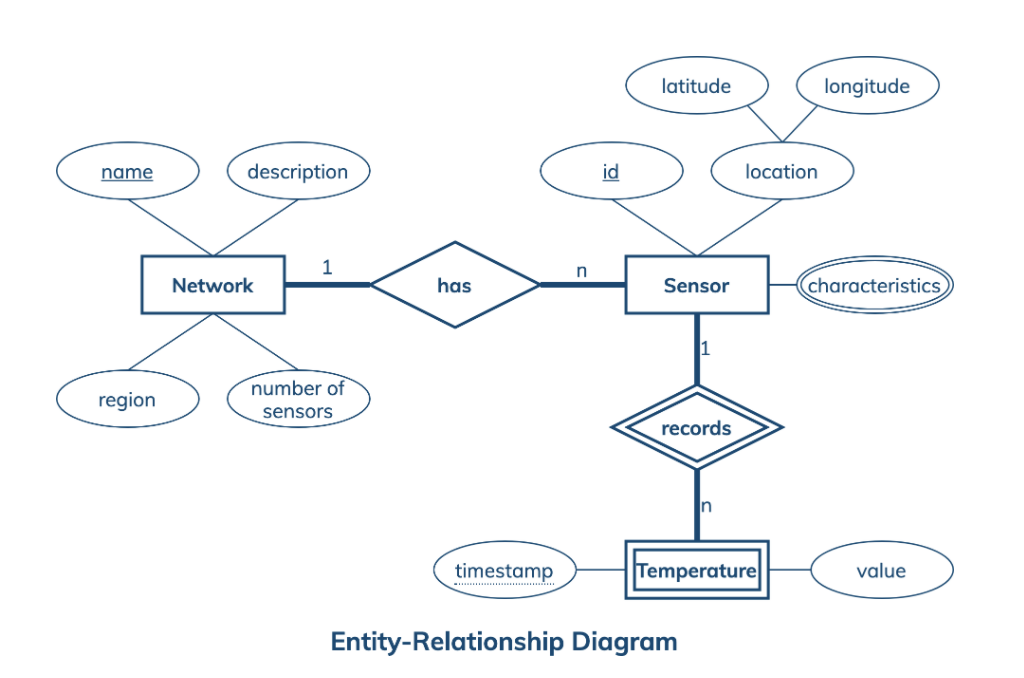 latitude
longitude
name
description
id
location
Network
1
has
n
Sensor
characteristics
1
region
number of
sensors
records
n
timestamp
Temperature
value
Entity-Relationship Diagram